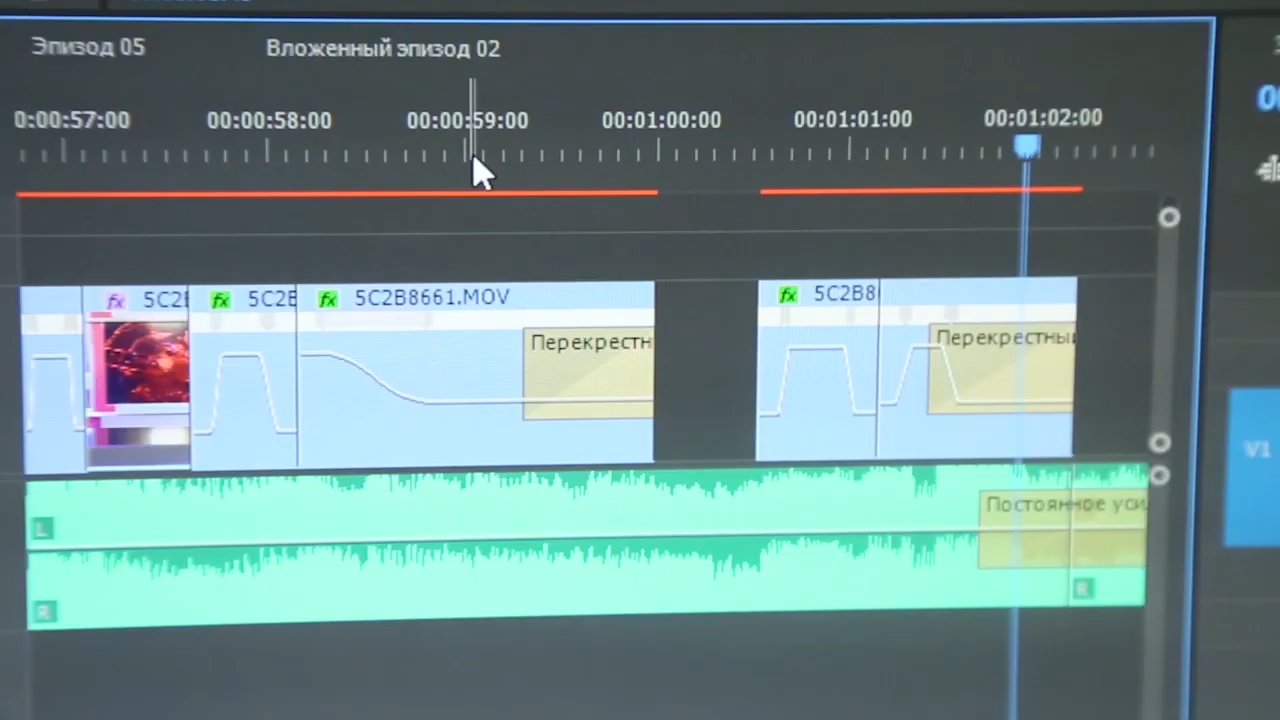 Эпизод 05 Вложенный эпизод 02
0:00:57:00 00:00:58:00 00:00:59:00 00:01:00:00 00:01:01:00 00:01:02:00
fx 5C2 fx 5C2 fx 5C2B8661.MOV fx 5C2B8
Перекрестн Перекрестны
V1
L Постоянное уси
R R